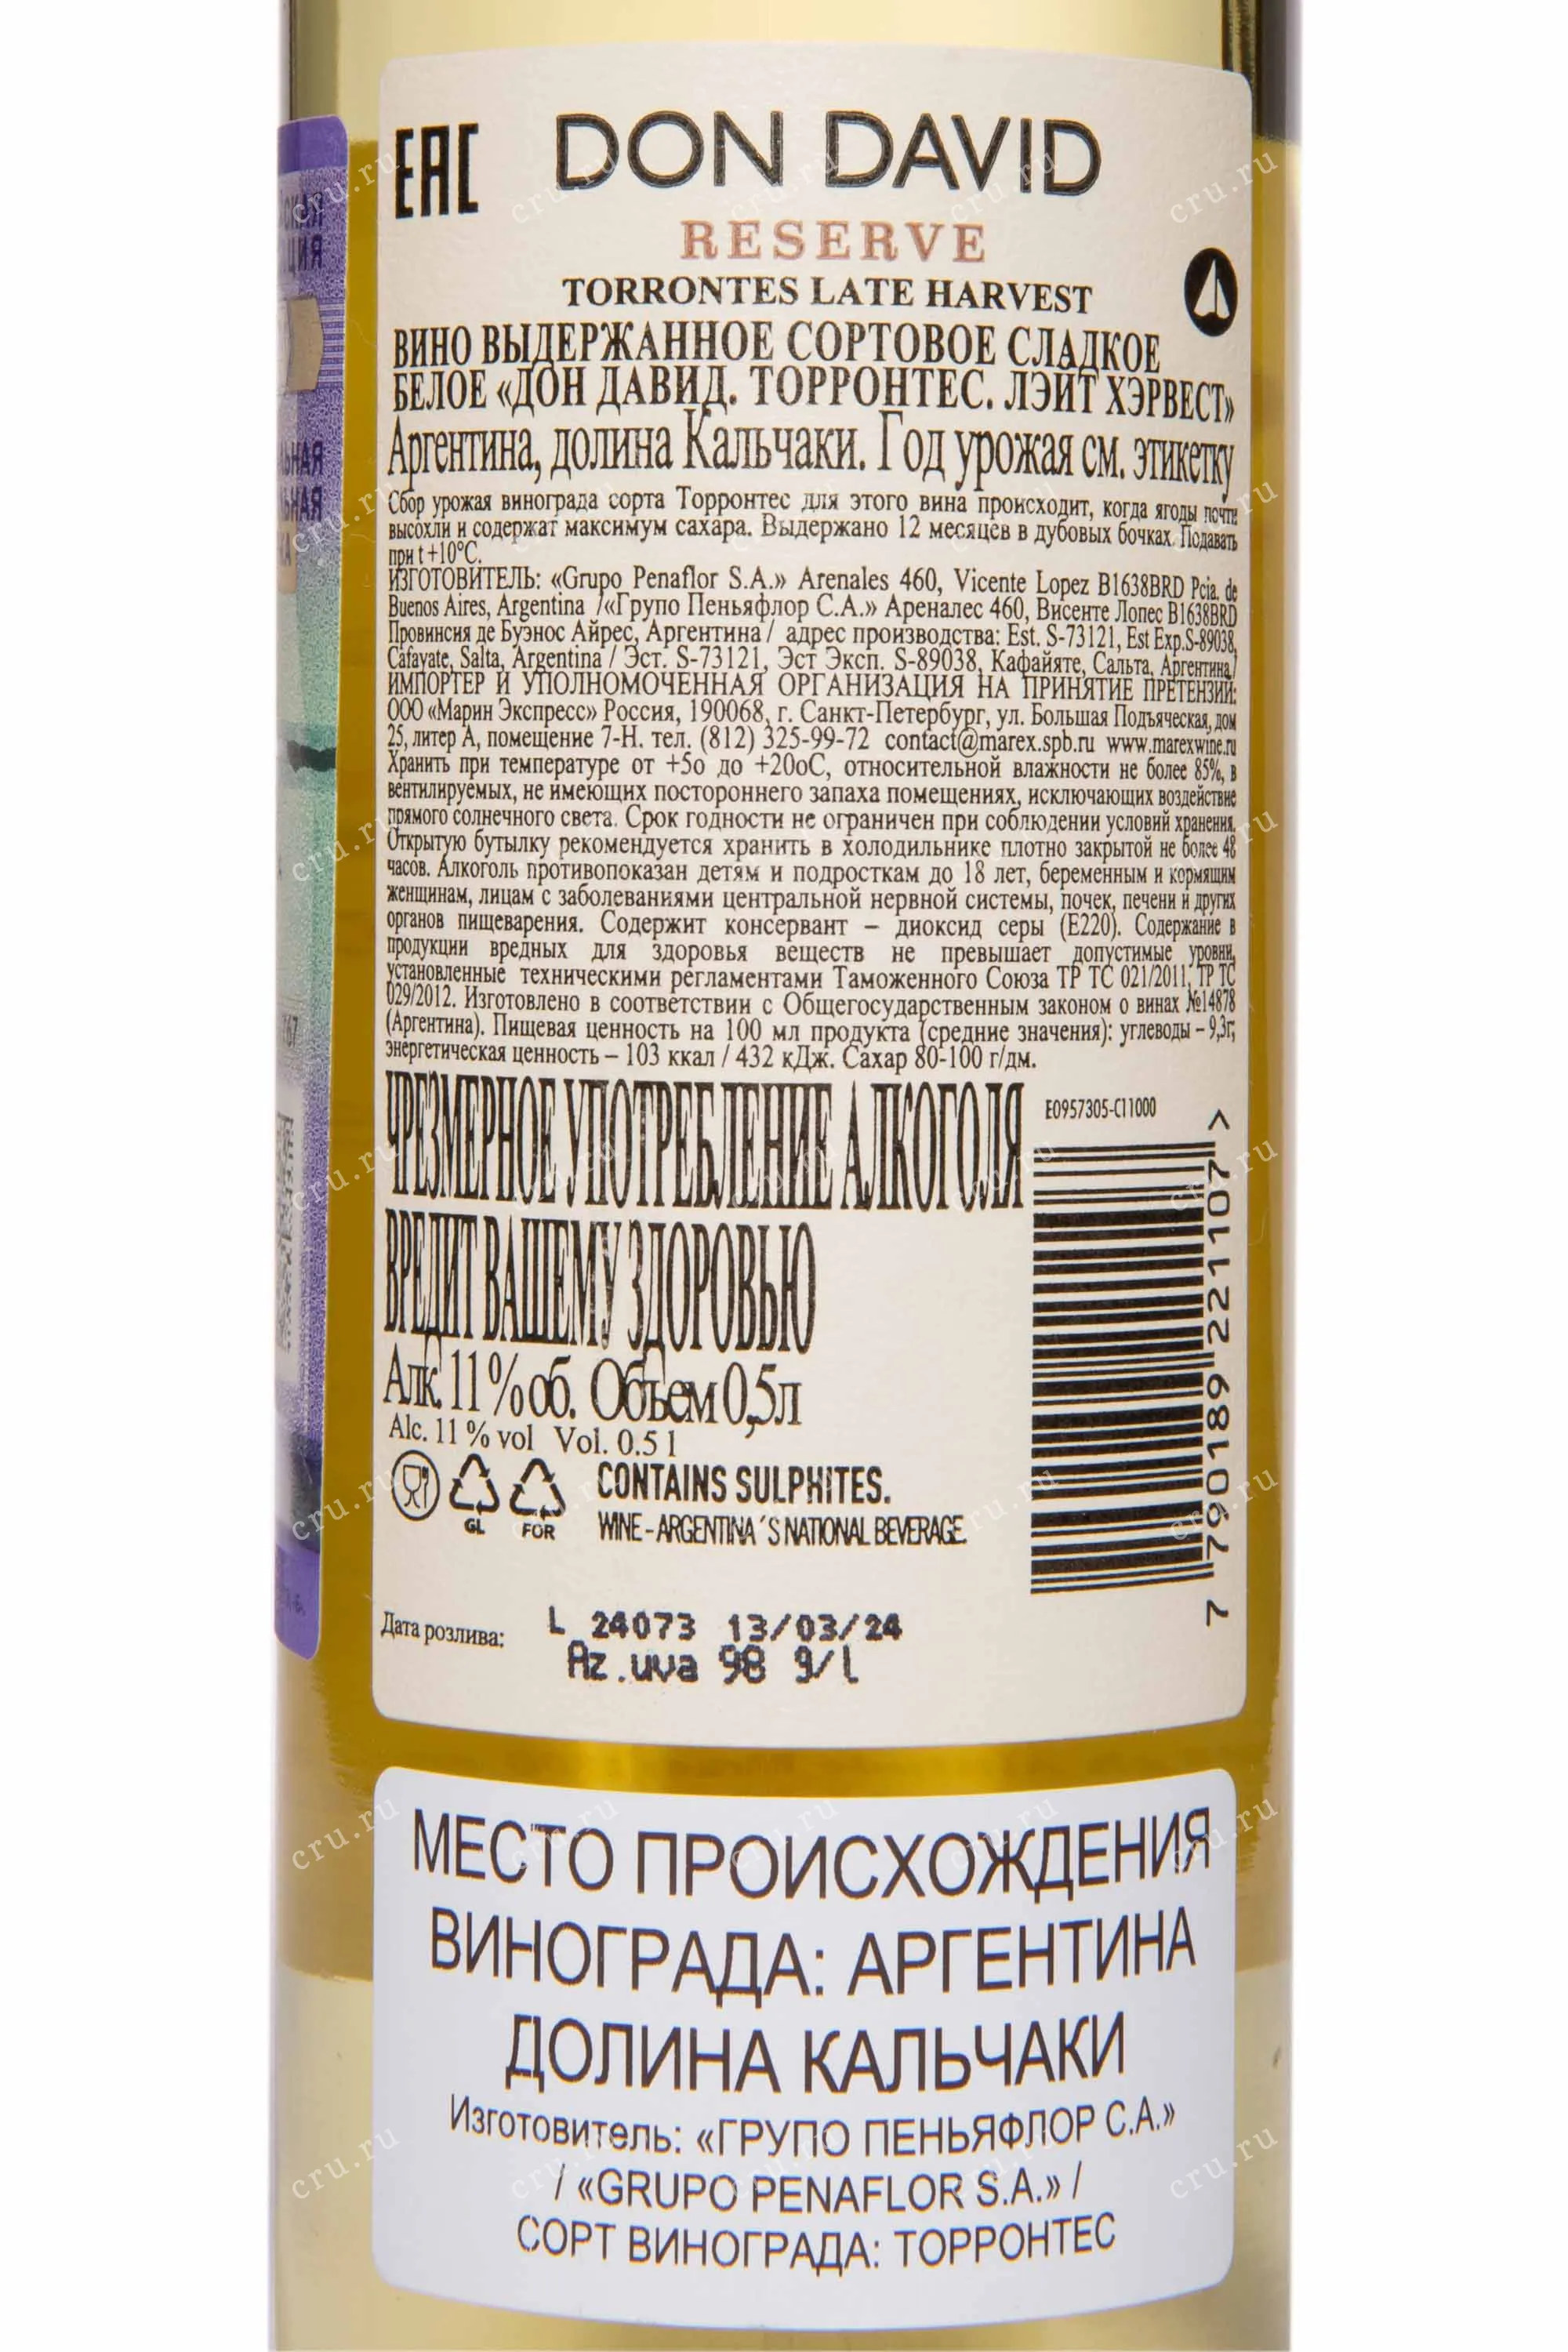 EAC
DON DAVID
RESERVE
TORRONTES LATE HARVEST
ВИНО ВЫДЕРЖАННОЕ СОРТОВОЕ СЛАДКОЕ
БЕЛОЕ «ДОН ДАВИД. ТОРРОНТЕС. ЛЭЙТ ХЭРВЕСТ»
Аргентина, долина Кальчаки. Год урожая см. этикетку
Сбор урожая винограда сорта Торронтес для этого вина происходит, когда ягоды почти
высохли и содержат максимум сахара. Выдержано 12 месяцев в дубовых бочках. Подавать
при t +10°С.
ИЗГОТОВИТЕЛЬ: «Grupo Penaflor S.A.» Arenales 460, Vicente Lopez B1638BRD Pcia. de
Buenos Aires, Argentina /«Групо Пеньяфлор С.А.» Ареналес 460, Висенте Лопес B1638BRD
Провинсия де Буэнос Айрес, Аргентина / адрес производства: Est. S-73121, Est Exp.S-89038,
Cafayate, Salta, Argentina / Эст. S-73121, Эст Эксп. S-89038, Кафайяте, Сальта, Аргентина/
ИМПОРТЕР И УПОЛНОМОЧЕННАЯ ОРГАНИЗАЦИЯ НА ПРИНЯТИЕ ПРЕТЕНЗИЙ:
ООО «Марин Экспресс» Россия, 190068, г. Санкт-Петербург, ул. Большая Подъяческая, дом
25, литер А, помещение 7-Н. тел. (812) 325-99-72 contact@marex.spb.ru www.marexwine.ru
Хранить при температуре от +5о до +20оС, относительной влажности не более 85%, в
вентилируемых, не имеющих постороннего запаха помещениях, исключающих воздействие
прямого солнечного света. Срок годности не ограничен при соблюдении условий хранения.
Открытую бутылку рекомендуется хранить в холодильнике плотно закрытой не более 48
часов. Алкоголь противопоказан детям и подросткам до 18 лет, беременным и кормящим
женщинам, лицам с заболеваниями центральной нервной системы, почек, печени и других
органов пищеварения. Содержит консервант – диоксид серы (Е220). Содержание в
продукции вредных для здоровья веществ не превышает допустимые уровни,
установленные техническими регламентами Таможенного Союза ТР ТС 021/2011, ТР ТС
029/2012. Изготовлено в соответствии с Общегосударственным законом о винах №14878
(Аргентина). Пищевая ценность на 100 мл продукта (средние значения): углеводы – 9,3г;
энергетическая ценность – 103 ккал / 432 кДж. Сахар 80-100 г/дм.
ЧРЕЗМЕРНОЕ УПОТРЕБЛЕНИЕ АЛКОГОЛЯ
ВРЕДИТ ВАШЕМУ ЗДОРОВЬЮ
E0957305-C11000
7 790189 221107 >
Алк. 11 % об. Объем 0,5л
Alc. 11 % vol Vol. 0.5 l
GL FOR
CONTAINS SULPHITES.
WINE - ARGENTINA´S NATIONAL BEVERAGE.
Дата розлива: L 24073 13/03/24
Az.uva 98 g/l
МЕСТО ПРОИСХОЖДЕНИЯ
ВИНОГРАДА: АРГЕНТИНА
ДОЛИНА КАЛЬЧАКИ
Изготовитель: «ГРУПО ПЕНЬЯФЛОР С.А.»
/ «GRUPO PENAFLOR S.A.» /
СОРТ ВИНОГРАДА: ТОРРОНТЕС
cru.ru